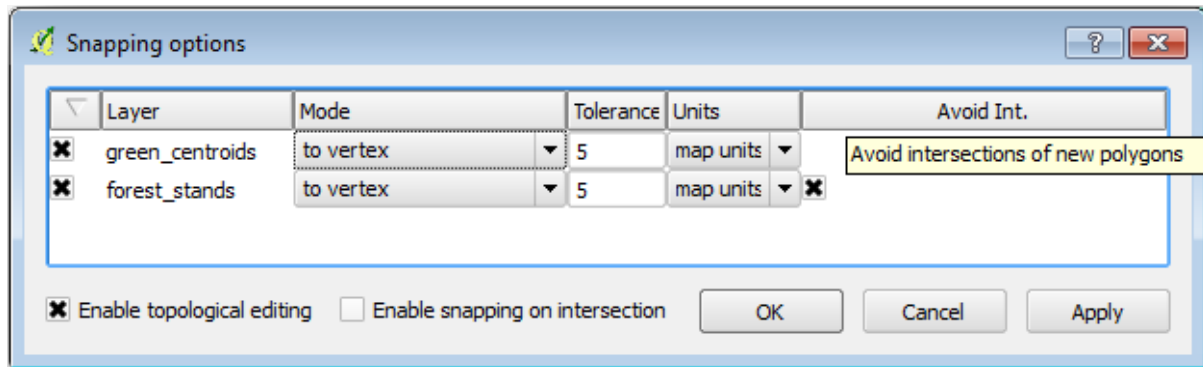 Snapping options
Layer Mode Tolerance Units Avoid Int.
green_centroids to vertex 5 map units Avoid intersections of new polygons
forest_stands to vertex 5 map units
Enable topological editing Enable snapping on intersection OK Cancel Apply